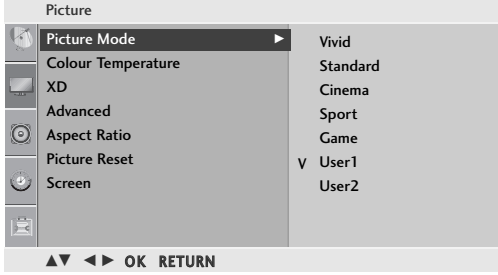 Picture
Picture Mode ►
Colour Temperature
XD
Advanced
Aspect Ratio
Picture Reset
Screen
Vivid
Standard
Cinema
Sport
Game
V User1
User2
▲▼ ◄► OK RETURN